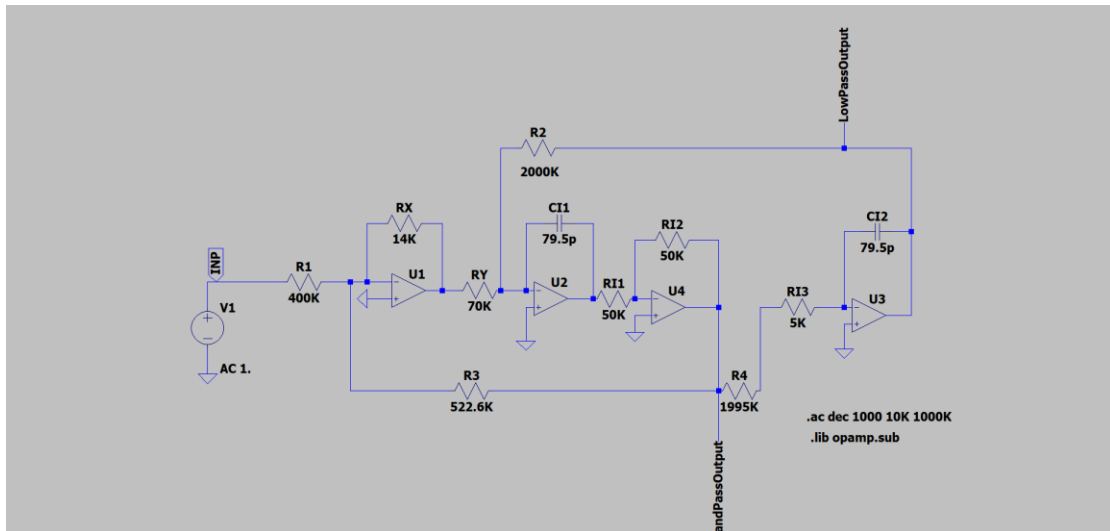 LowPassOutput
R2
2000K
RX
14K
CI1
79.5p
RI2
50K
CI2
79.5p
INP
R1
400K
U1
RY
70K
U2
RI1
50K
U4
RI3
5K
U3
V1
AC 1.
R3
522.6K
R4
1995K
.ac dec 1000 10K 1000K
.lib opamp.sub
andPassOutput